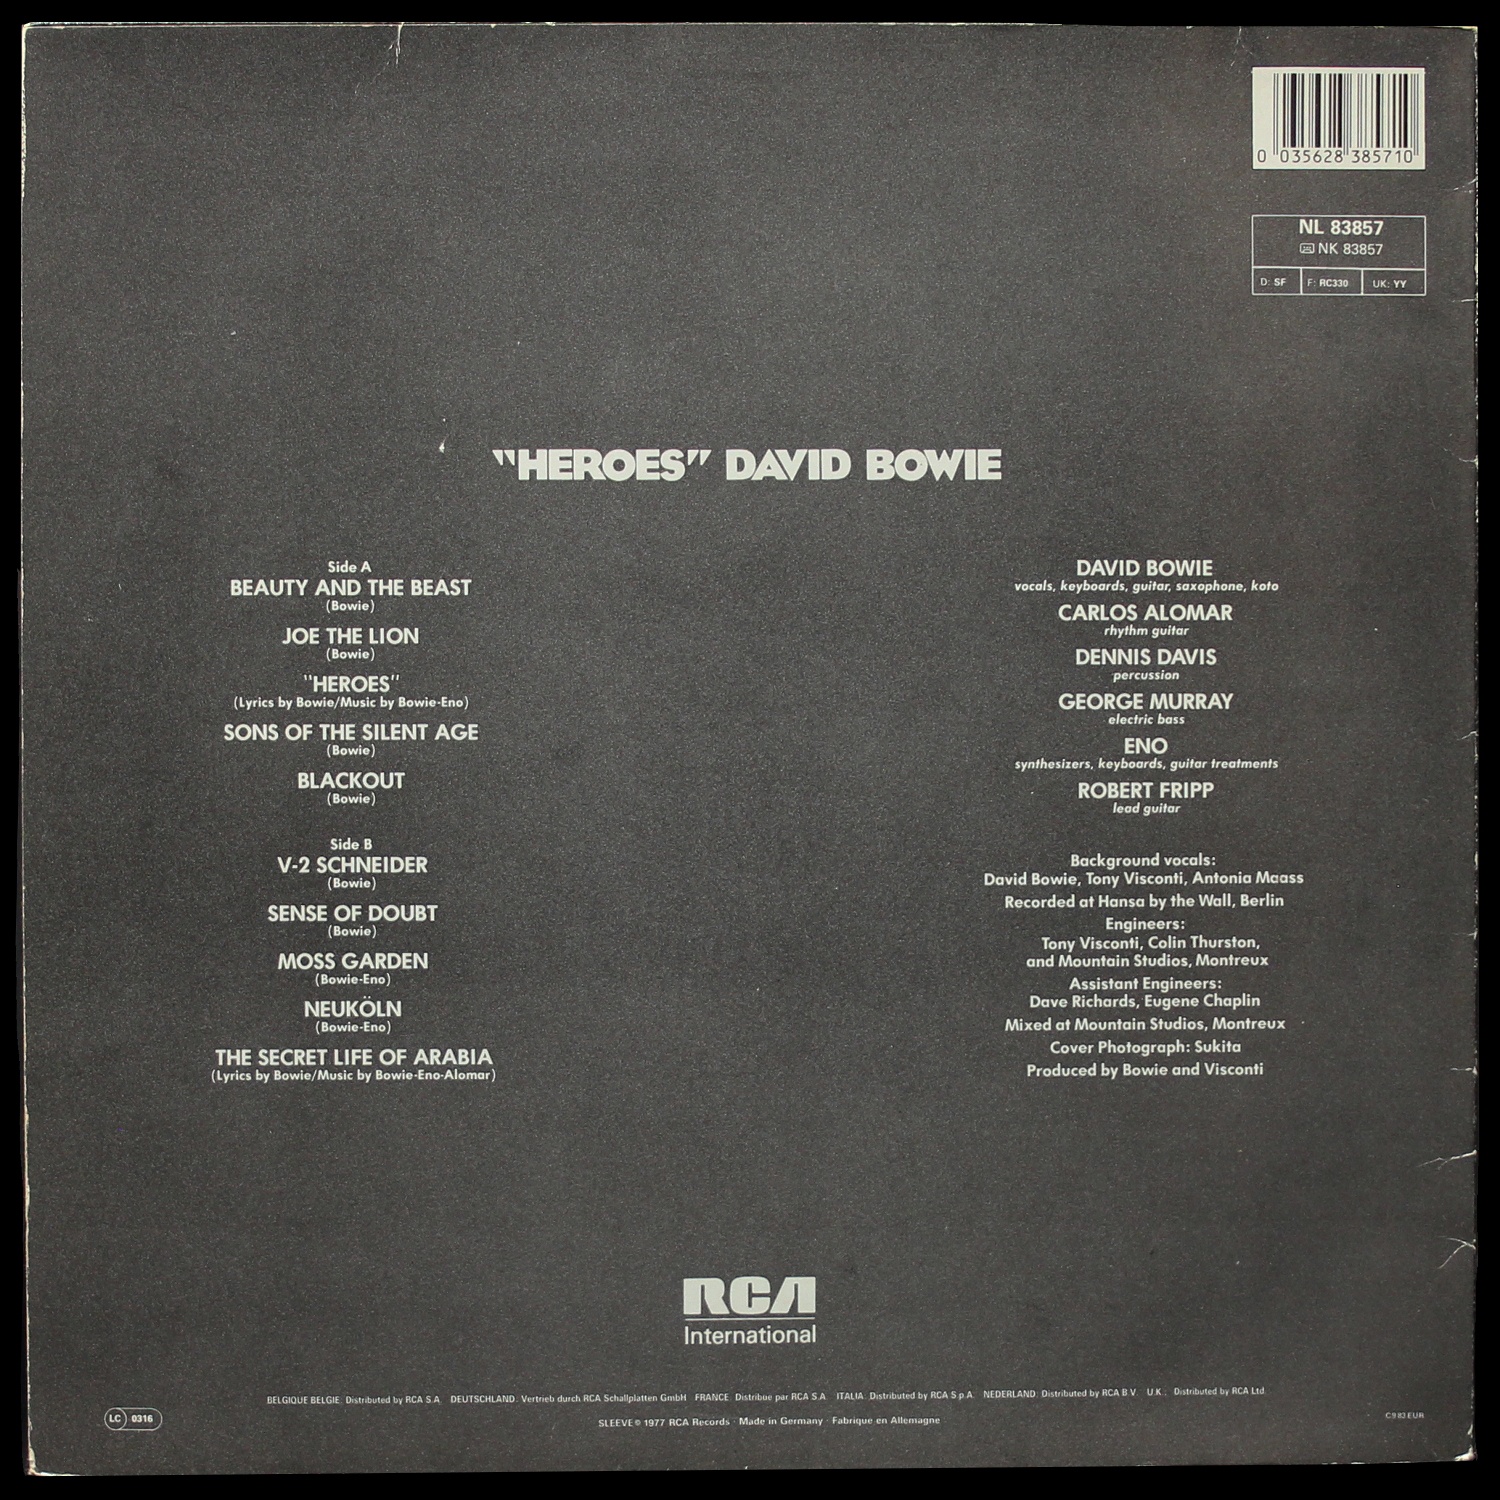 0 035628 385710
NL 83857
NK 83857
D: SF F: RC330 UK: YY
"HEROES" DAVID BOWIE
Side A
BEAUTY AND THE BEAST
(Bowie)
JOE THE LION
(Bowie)
"HEROES"
(Lyrics by Bowie/Music by Bowie-Eno)
SONS OF THE SILENT AGE
(Bowie)
BLACKOUT
(Bowie)
Side B
V-2 SCHNEIDER
(Bowie)
SENSE OF DOUBT
(Bowie)
MOSS GARDEN
(Bowie-Eno)
NEUKÖLN
(Bowie-Eno)
THE SECRET LIFE OF ARABIA
(Lyrics by Bowie/Music by Bowie-Eno-Alomar)
DAVID BOWIE
vocals, keyboards, guitar, saxophone, koto
CARLOS ALOMAR
rhythm guitar
DENNIS DAVIS
percussion
GEORGE MURRAY
electric bass
ENO
synthesizers, keyboards, guitar treatments
ROBERT FRIPP
lead guitar
Background vocals:
David Bowie, Tony Visconti, Antonia Maass
Recorded at Hansa by the Wall, Berlin
Engineers:
Tony Visconti, Colin Thurston,
and Mountain Studios, Montreux
Assistant Engineers:
Dave Richards, Eugene Chaplin
Mixed at Mountain Studios, Montreux
Cover Photograph: Sukita
Produced by Bowie and Visconti
RCA
International
BELGIQUE BELGIE: Distributed by RCA S.A. DEUTSCHLAND: Vertrieb durch RCA Schallplatten GmbH FRANCE: Distribue par RCA S.A. ITALIA: Distributed by RCA S.p.A. NEDERLAND: Distributed by RCA B.V. U.K.: Distributed by RCA Ltd.
LC 0316
SLEEVE © 1977 RCA Records · Made in Germany · Fabrique en Allemagne
C9 83 EUR